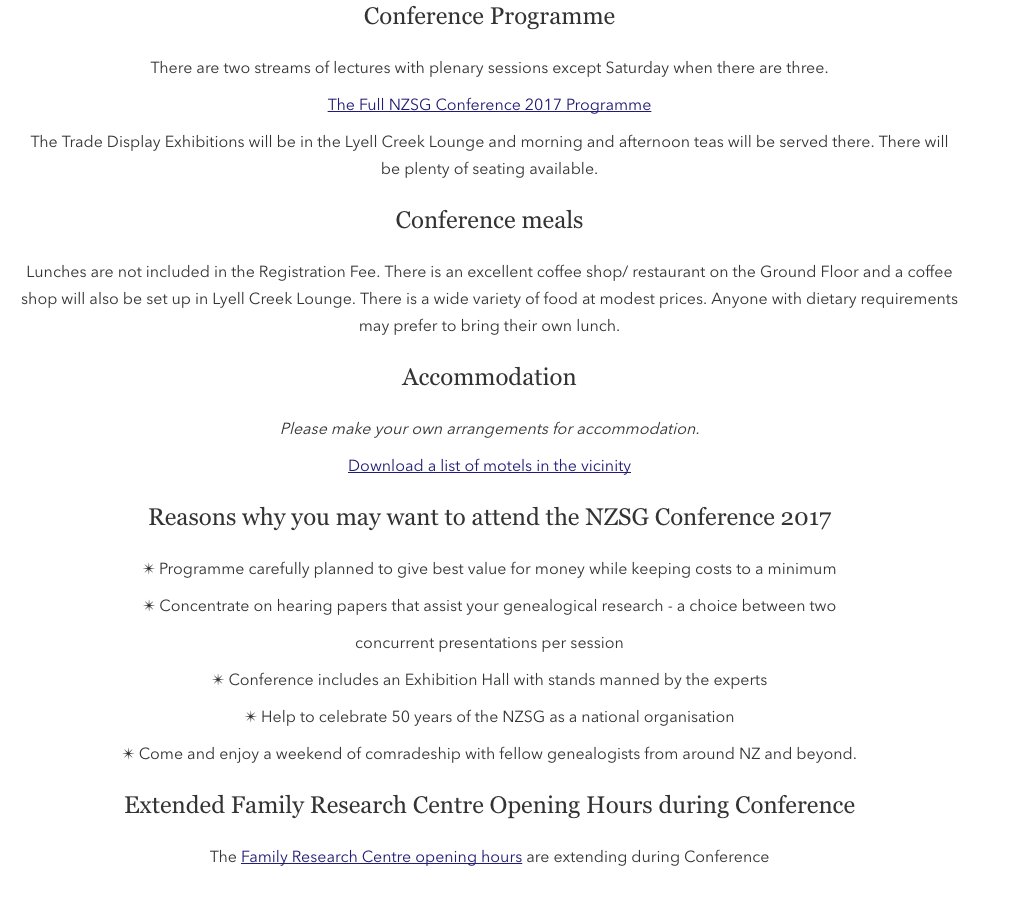 Conference Programme
There are two streams of lectures with plenary sessions except Saturday when there are three.
The Full NZSG Conference 2017 Programme
The Trade Display Exhibitions will be in the Lyell Creek Lounge and morning and afternoon teas will be served there. There will
be plenty of seating available.
Conference meals
Lunches are not included in the Registration Fee. There is an excellent coffee shop/ restaurant on the Ground Floor and a coffee
shop will also be set up in Lyell Creek Lounge. There is a wide variety of food at modest prices. Anyone with dietary requirements
may prefer to bring their own lunch.
Accommodation
Please make your own arrangements for accommodation.
Download a list of motels in the vicinity
Reasons why you may want to attend the NZSG Conference 2017
✴ Programme carefully planned to give best value for money while keeping costs to a minimum
✴ Concentrate on hearing papers that assist your genealogical research - a choice between two
concurrent presentations per session
✴ Conference includes an Exhibition Hall with stands manned by the experts
✴ Help to celebrate 50 years of the NZSG as a national organisation
✴ Come and enjoy a weekend of comradeship with fellow genealogists from around NZ and beyond.
Extended Family Research Centre Opening Hours during Conference
The Family Research Centre opening hours are extending during Conference